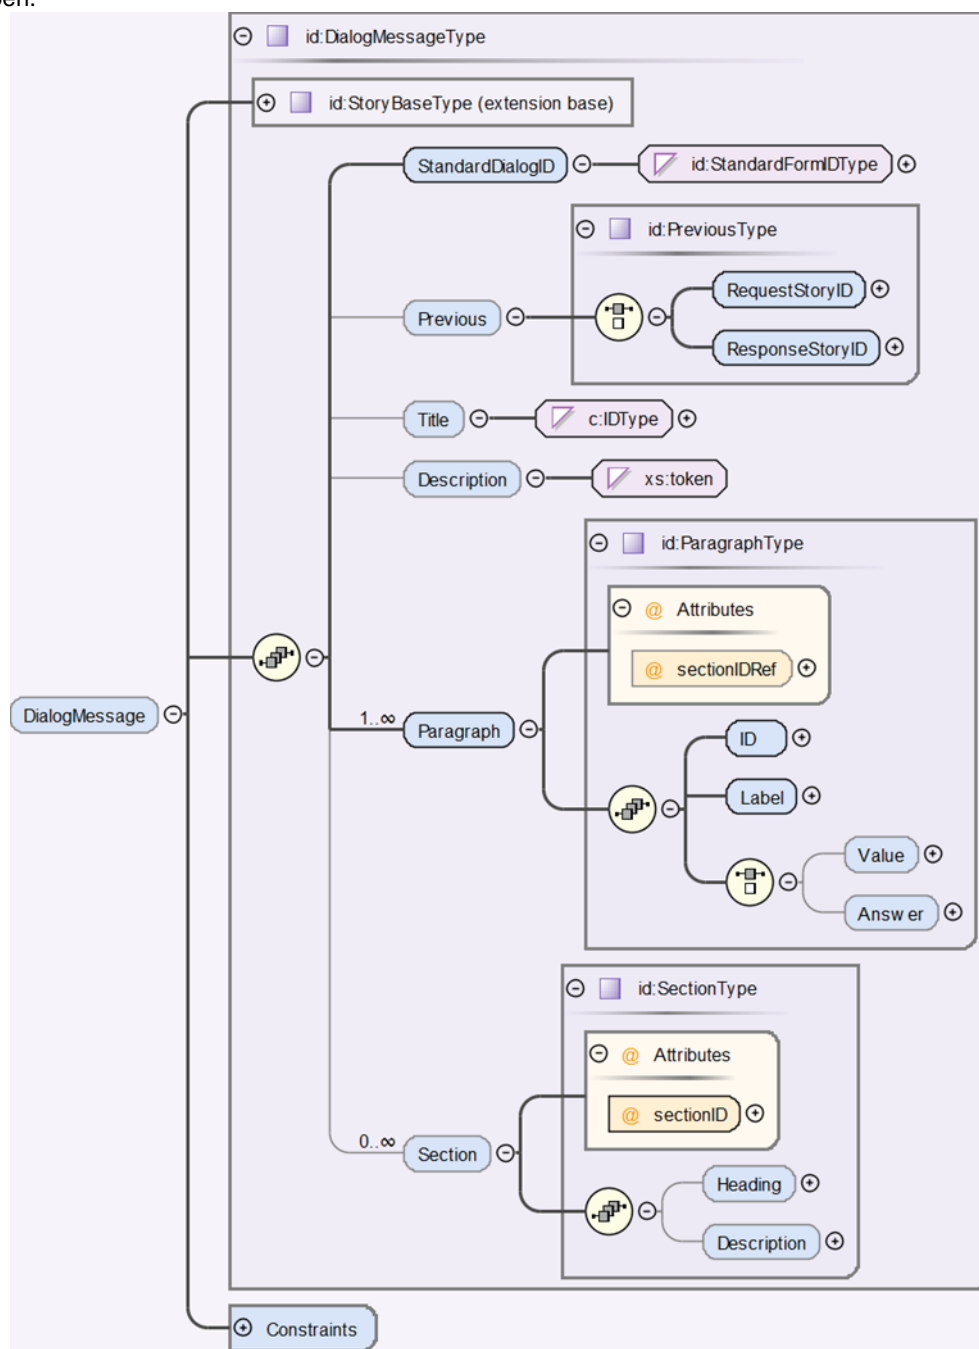 id:DialogMessageType
id:StoryBaseType (extension base)
StandardDialogID
id:StandardFormIDType
id:PreviousType
RequestStoryID
Previous
ResponseStoryID
Title
c:IDType
Description
xs:token
id:ParagraphType
@ Attributes
@ sectionIDRef
DialogMessage
1..∞
Paragraph
ID
Label
Value
Answer
id:SectionType
@ Attributes
@ sectionID
0..∞
Section
Heading
Description
Constraints